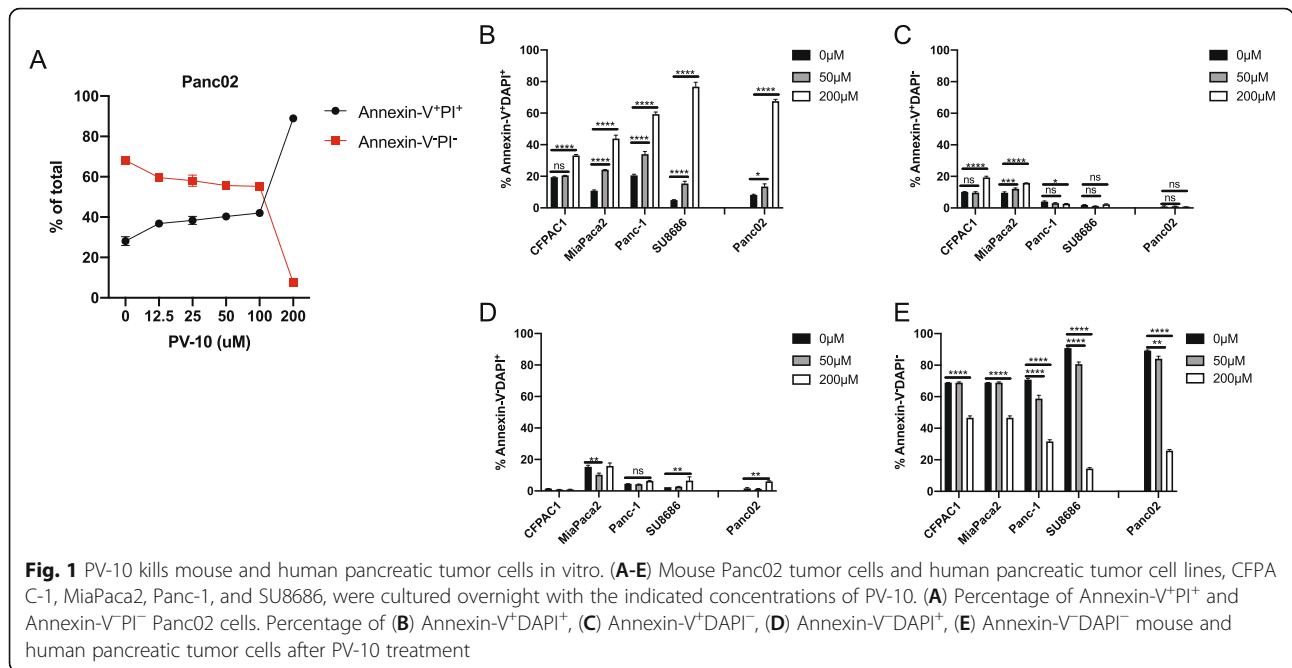 A
Panc02
% of total
100
80
60
40
20
0
0 12.5 25 50 100 200
PV-10 (uM)
Annexin-V⁺PI⁺
Annexin-V⁻PI⁻
B
% Annexin-V⁺DAPI⁺
100
80
60
40
20
0
**** ns **** **** **** **** **** **** **** *
CFPAC1 MiaPaca2 Panc-1 SU8686 Panc02
0µM
50µM
200µM
C
% Annexin-V⁺DAPI⁻
100
80
60
40
20
0
**** ns **** *** * ns ns ns ns ns
CFPAC1 MiaPaca2 Panc-1 SU8686 Panc02
0µM
50µM
200µM
D
% Annexin-V⁻DAPI⁺
100
80
60
40
20
0
** ns ** **
CFPAC1 MiaPaca2 Panc-1 SU8686 Panc02
0µM
50µM
200µM
E
% Annexin-V⁻DAPI⁻
100
80
60
40
20
0
**** **** **** **** **** **** **** **
CFPAC1 MiaPaca2 Panc-1 SU8686 Panc02
0µM
50µM
200µM
Fig. 1 PV-10 kills mouse and human pancreatic tumor cells in vitro. (A-E) Mouse Panc02 tumor cells and human pancreatic tumor cell lines, CFPA
C-1, MiaPaca2, Panc-1, and SU8686, were cultured overnight with the indicated concentrations of PV-10. (A) Percentage of Annexin-V⁺PI⁺ and
Annexin-V⁻PI⁻ Panc02 cells. Percentage of (B) Annexin-V⁺DAPI⁺, (C) Annexin-V⁺DAPI⁻, (D) Annexin-V⁻DAPI⁺, (E) Annexin-V⁻DAPI⁻ mouse and
human pancreatic tumor cells after PV-10 treatment